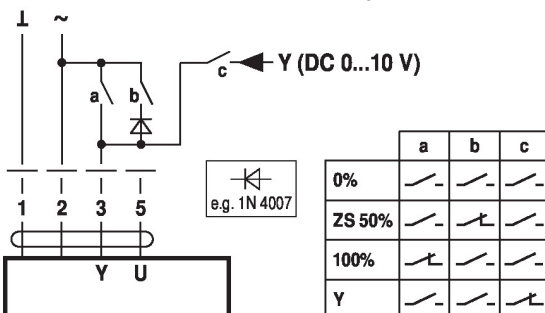 ⊥ ~
Y (DC 0...10 V)
c
a b
e.g. 1N 4007
1 2 3 5
Y U
a b c
0%
ZS 50%
100%
Y